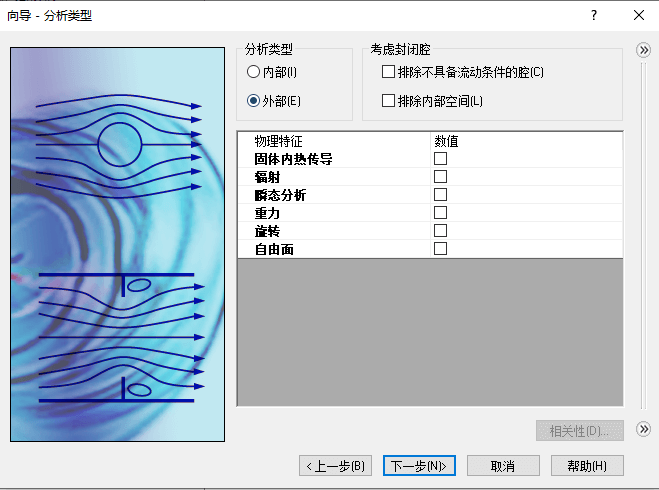 向导 - 分析类型
?
分析类型
内部(I)
外部(E)
考虑封闭腔
排除不具备流动条件的腔(C)
排除内部空间(L)
物理特征 数值
固体内热传导
辐射
瞬态分析
重力
旋转
自由面
相关性(D)...
<上一步(B)
下一步(N)>
取消
帮助(H)